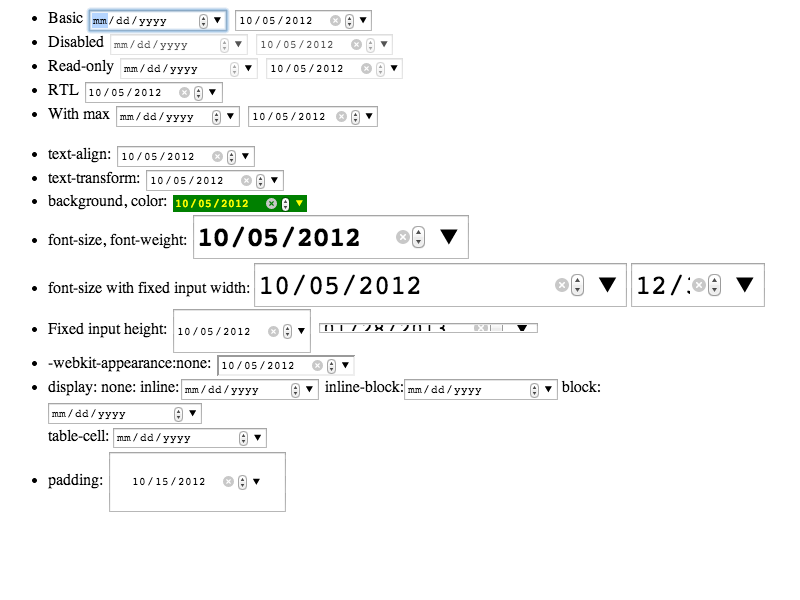 Basic mm/dd/yyyy 10/05/2012
Disabled mm/dd/yyyy 10/05/2012
Read-only mm/dd/yyyy 10/05/2012
RTL 10/05/2012
With max mm/dd/yyyy 10/05/2012
text-align: 10/05/2012
text-transform: 10/05/2012
background, color: 10/05/2012
font-size, font-weight: 10/05/2012
font-size with fixed input width: 10/05/2012 12/
Fixed input height: 10/05/2012 01/28/2013
-webkit-appearance:none: 10/05/2012
display: none: inline: mm/dd/yyyy inline-block: mm/dd/yyyy block:
mm/dd/yyyy
table-cell: mm/dd/yyyy
padding: 10/15/2012